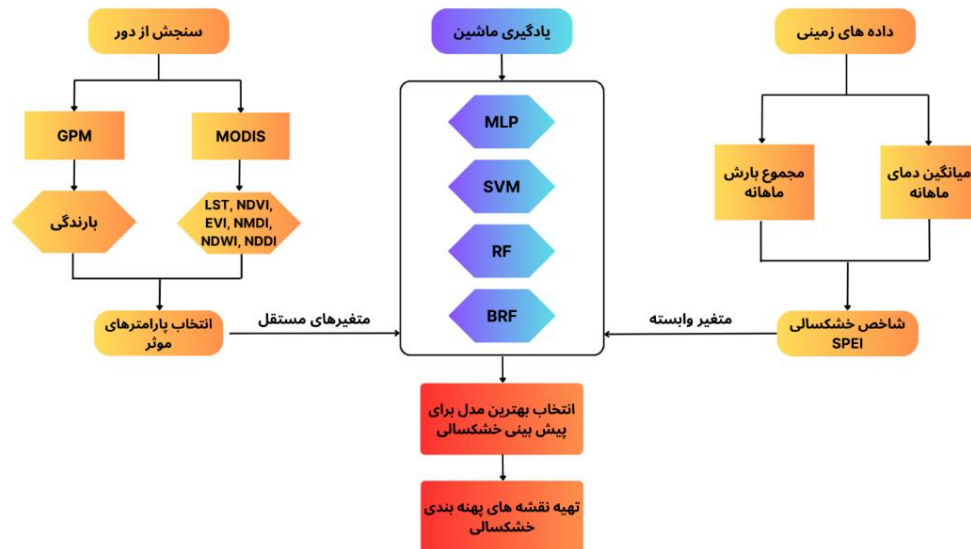 سنجش از دور
یادگیری ماشین
داده های زمینی
GPM
MODIS
MLP
SVM
RF
BRF
مجموع بارش
ماهانه
میانگین دمای
ماهانه
بارندگی
LST, NDVI,
EVI, NMDI,
NDWI, NDDI
انتخاب پارامترهای
موثر
متغیرهای مستقل
متغیر وابسته
شاخص خشکسالی
SPEI
انتخاب بهترین مدل برای
پیش بینی خشکسالی
تهیه نقشه های پهنه بندی
خشکسالی